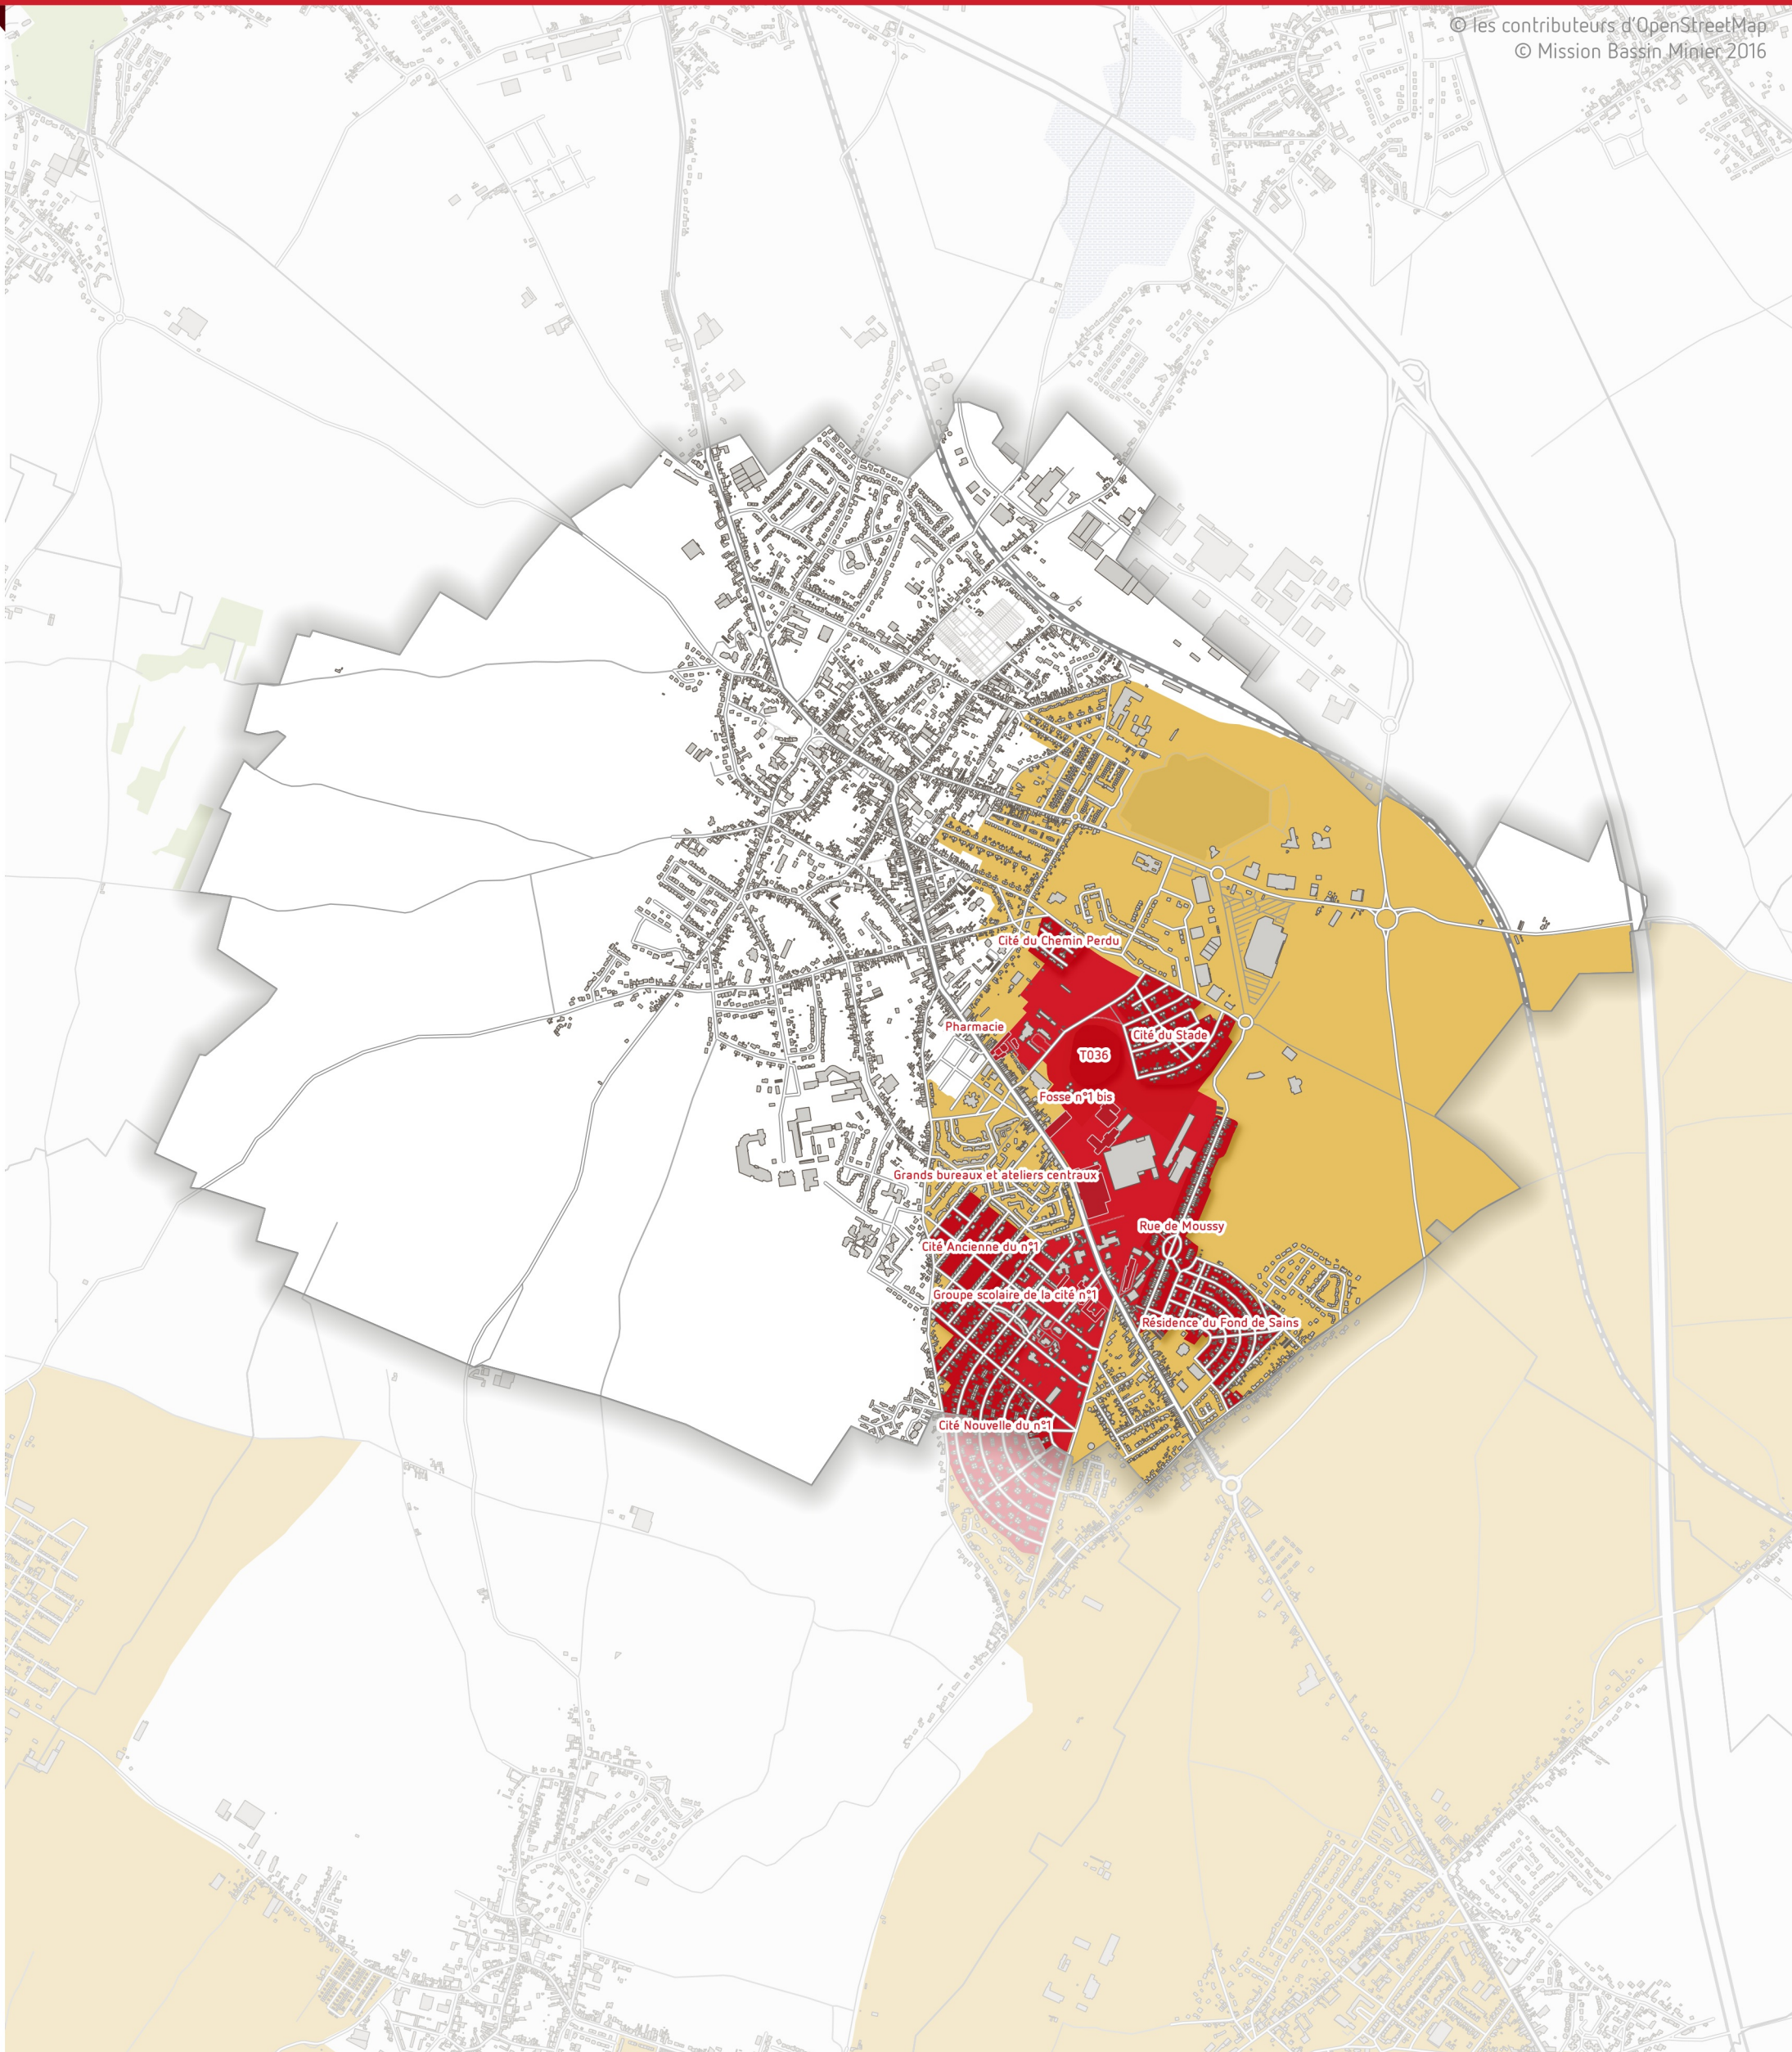 © les contributeurs d'OpenStreetMap
© Mission Bassin Minier 2016
Cité du Chemin Perdu
Pharmacie
Cité du Stade
T036
Fosse n°1 bis
Grands bureaux et ateliers centraux
Rue de Moussy
Cité Ancienne du n°1
Groupe scolaire de la cité n°1
Résidence du Fond de Sains
Cité Nouvelle du n°1